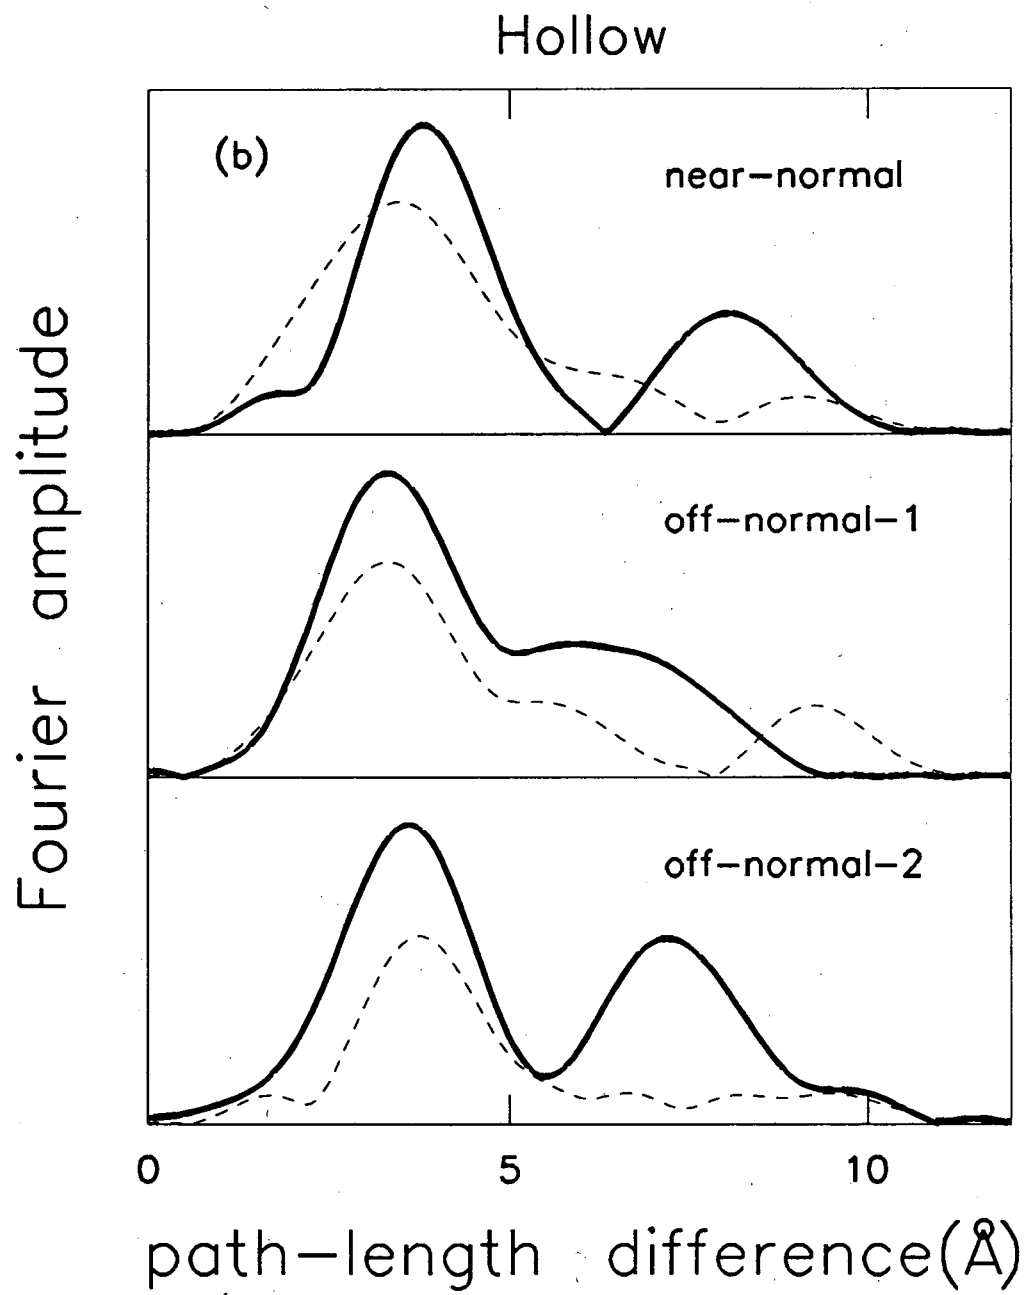 Hollow
(b)
near-normal
off-normal-1
off-normal-2
Fourier amplitude
0 5 10
path-length difference(Å)